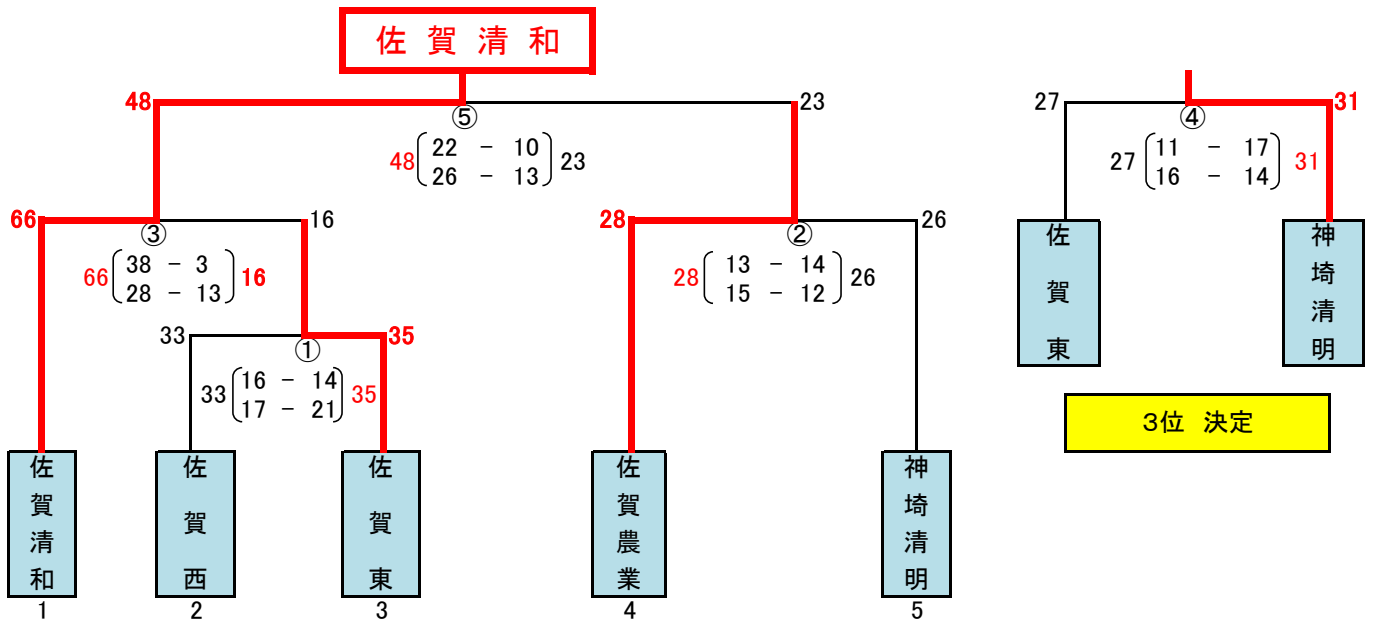 佐賀清和
48 23
⑤
48 22 - 10 23
26 - 13
66 16
③
66 38 - 3 16
28 - 13
28 26
②
28 13 - 14 26
15 - 12
33 35
①
33 16 - 14 35
17 - 21
佐賀清和
1
佐賀西
2
佐賀東
3
佐賀農業
4
神埼清明
5
27 31
④
27 11 - 17 31
16 - 14
佐賀東
神埼清明
3位 決定